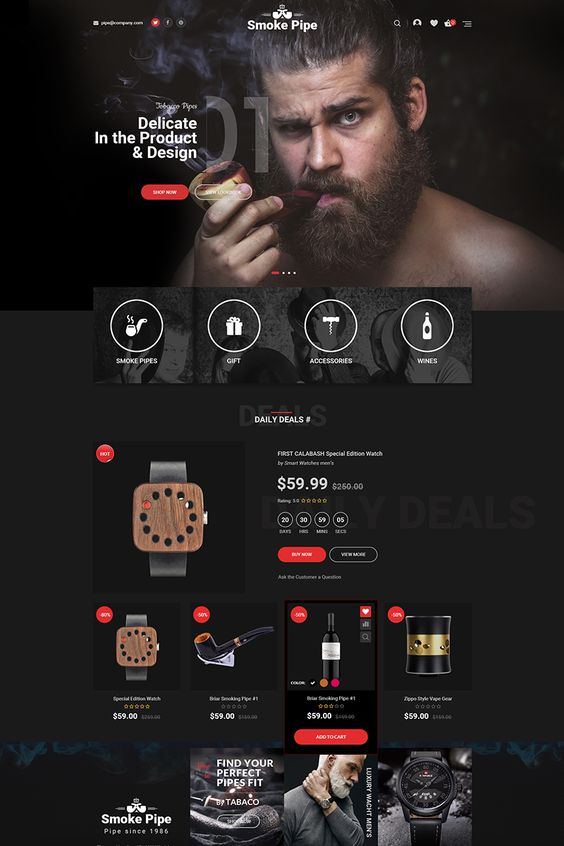 pipe@company.com
Smoke Pipe
01
Tobacco Pipes
Delicate
In the Product
& Design
SHOP NOW
VIEW LOOKBOOK
SMOKE PIPES
GIFT
ACCESSORIES
WINES
DEALS
DAILY DEALS #
HOT
FIRST CALABASH Special Edition Watch
by Smart Watches men's
$59.99 $250.00
Rating: 5.0
DAILY DEALS
20 30 59 05
DAYS HRS MINS SECS
BUY NOW
VIEW MORE
Ask the Customer a Question
-80%
-50%
-50%
-50%
COLOR:
Special Edition Watch
$59.00 $269.00
Briar Smoking Pipe #1
$59.00 $169.00
Briar Smoking Pipe #1
$59.00 $159.00
ADD TO CART
Zippo Style Vape Gear
$59.00 $169.00
Smoke Pipe
Pipe since 1986
FIND YOUR
PERFECT
PIPES FIT
By TABACO
SHOP NOW
LUXURY WACHT MEN'S